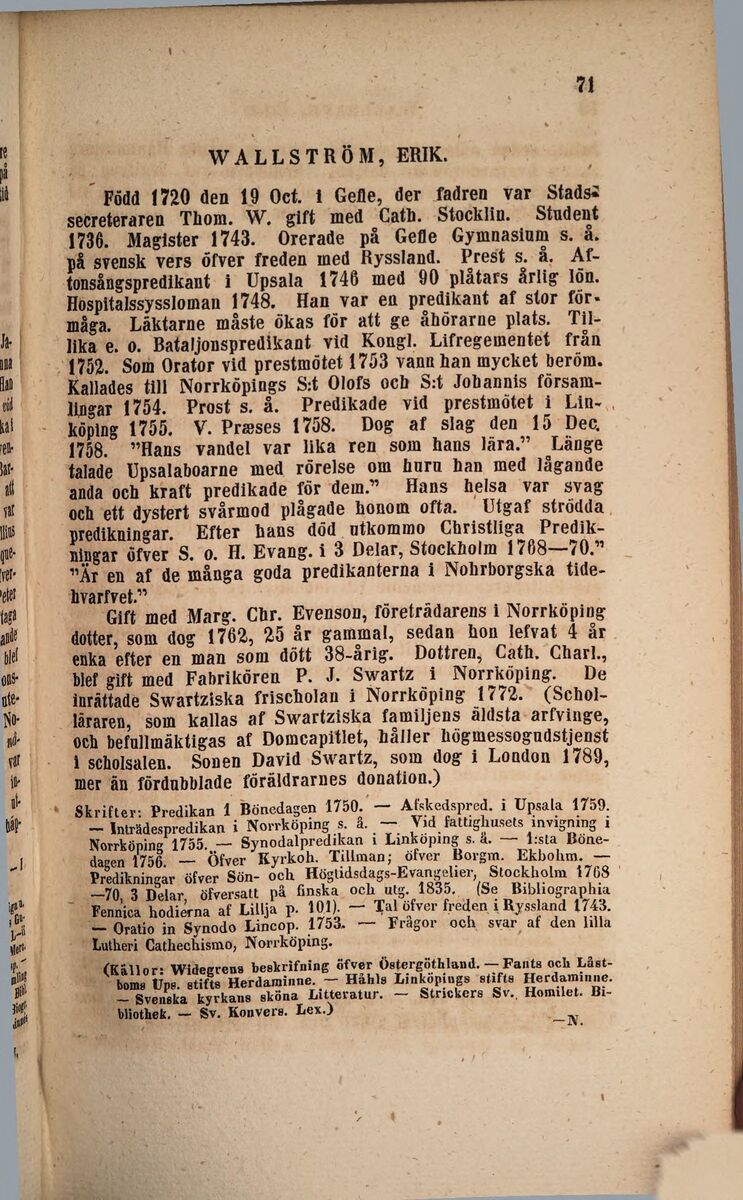 71
WALLSTRÖM, ERIK.
Född 1720 den 19 Oct. i Gefle, der fadren var Stads-
secreteraren Thom. W. gift med Cath. Stocklin. Student
1736. Magister 1743. Orerade på Gefle Gymnasium s. å.
på svensk vers öfver freden med Ryssland. Prest s. å. Af-
tonsångspredikant i Upsala 1746 med 90 plåtars årlig lön.
Hospitalssyssloman 1748. Han var en predikant af stor för-
måga. Läktarne måste ökas för att ge åhörarne plats. Til-
lika e. o. Bataljonspredikant vid Kongl. Lifregementet från
1752. Som Orator vid prestmötet 1753 vann han mycket beröm.
Kallades till Norrköpings S:t Olofs och S:t Johannis försam-
lingar 1754. Prost s. å. Predikade vid prestmötet i Lin-
köping 1755. V. Præses 1758. Dog af slag den 15 Dec.
1758. ”Hans vandel var lika ren som hans lära.” Länge
talade Upsalaboarne med rörelse om huru han med lågande
anda och kraft predikade för dem.” Hans helsa var svag
och ett dystert svårmod plågade honom ofta. Utgaf strödda
predikningar. Efter hans död utkommo Christliga Predik-
ningar öfver S. o. H. Evang. i 3 Delar, Stockholm 1768—70.”
”Är en af de många goda predikanterna i Nohrborgska tide-
hvarfvet.”
Gift med Marg. Chr. Evenson, företrädarens i Norrköping
dotter, som dog 1762, 25 år gammal, sedan hon lefvat 4 år
enka efter en man som dött 38-årig. Dottren, Cath. Charl.,
blef gift med Fabrikören P. J. Swartz i Norrköping. De
inrättade Swartziska frischolan i Norrköping 1772. (Schol-
läraren, som kallas af Swartziska familjens äldsta arfvinge,
och befullmäktigas af Domcapitlet, håller högmessogudstjenst
i scholsalen. Sonen David Swartz, som dog i London 1789,
mer än fördubblade föräldrarnes donation.)
Skrifter: Predikan 1 Bönedagen 1750. — Afskedspred. i Upsala 1759.
— Inträdespredikan i Norrköping s. å. — Vid fattighusets invigning i
Norrköping 1755. — Synodalpredikan i Linköping s. å. — 1:sta Böne-
dagen 1756. — Öfver Kyrkoh. Tillman; öfver Borgm. Ekbohm. —
Predikningar öfver Sön- och Högtidsdags-Evangelier, Stockholm 1768
—70, 3 Delar, öfversatt på finska och utg. 1835. (Se Bibliographia
Fennica hodierna af Lillja p. 101). — Tal öfver freden i Ryssland 1743.
— Oratio in Synodo Lincop. 1753. — Frågor och svar af den lilla
Lutheri Cathechismo, Norrköping.
(Källor: Widegrens beskrifning öfver Östergöthland. — Fants och Låst-
boms Ups. stifts Herdaminne. — Håhls Linköpings stifts Herdaminne.
— Svenska kyrkans sköna Litteratur. — Strickers Sv. Homilet. Bi-
bliothek. — Sv. Konvers. Lex.)
—N.